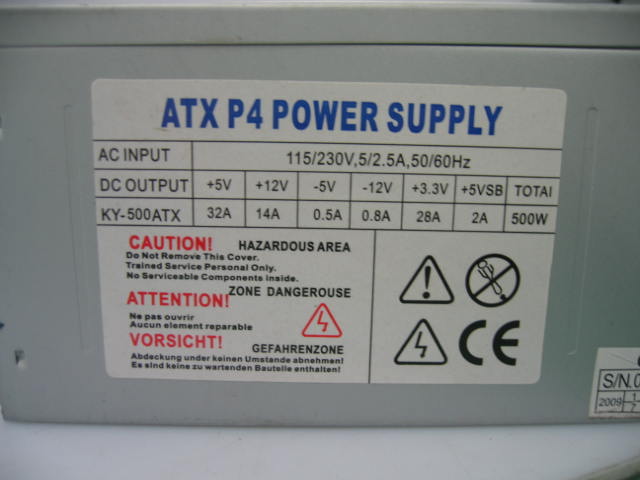 ATX P4 POWER SUPPLY
AC INPUT 115/230V,5/2.5A,50/60Hz
DC OUTPUT +5V +12V -5V -12V +3.3V +5VSB TOTAI
KY-500ATX 32A 14A 0.5A 0.8A 28A 2A 500W
CAUTION! HAZARDOUS AREA
Do Not Remove This Cover.
Trained Service Personal Only.
No Serviceable Components inside.
ATTENTION! ZONE DANGEROUSE
Ne pas ouvrir
Aucun element reparable
VORSICHT! GEFAHRENZONE
Abdeckung under keinen Umstande abnahmen!
Es sind keine zu wartenden Bauteile enthalten!
CE
S/N.0
2009